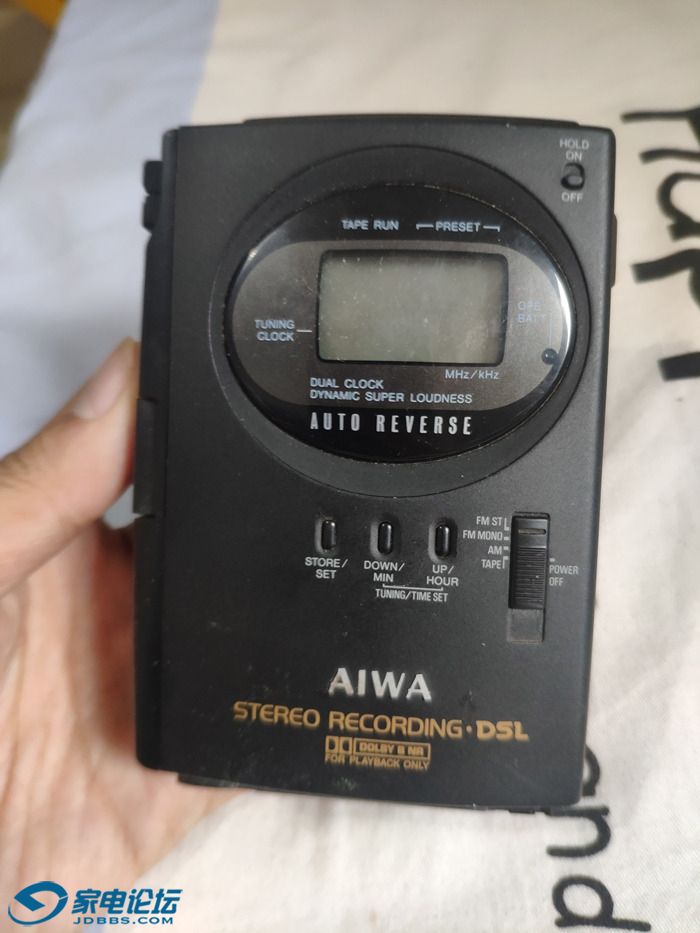 HOLD
ON
OFF
TAPE RUN
PRESET
OPE
BATT
TUNING
CLOCK
MHz/kHz
DUAL CLOCK
DYNAMIC SUPER LOUDNESS
AUTO REVERSE
STORE/
SET
DOWN/
MIN
UP/
HOUR
TUNING/TIME SET
FM ST
FM MONO
AM
TAPE
POWER
OFF
AIWA
STEREO RECORDING·DSL
DOLBY B NR
FOR PLAYBACK ONLY
and
家电论坛
JDBBS.COM